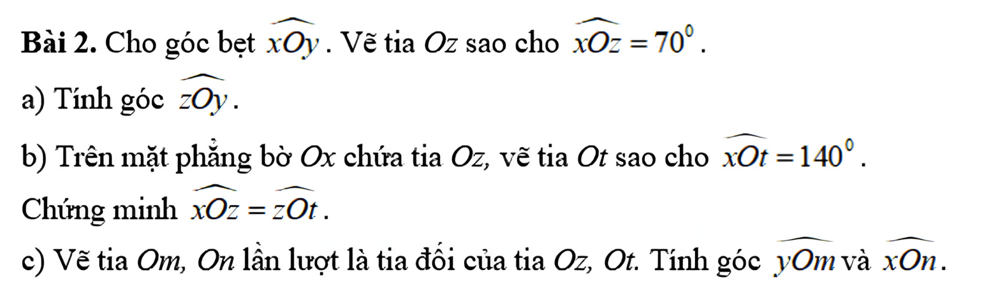 Bài 2. Cho góc bẹt $\widehat{xOy}$ . Vẽ tia Oz sao cho $\widehat{xOz} = 70^0$ .
a) Tính góc $\widehat{zOy}$ .
b) Trên mặt phẳng bờ Ox chứa tia Oz, vẽ tia Ot sao cho $\widehat{xOt} = 140^0$ .
Chứng minh $\widehat{xOz} = \widehat{zOt}$ .
c) Vẽ tia Om, On lần lượt là tia đối của tia Oz, Ot. Tính góc $\widehat{yOm}$ và $\widehat{xOn}$ .